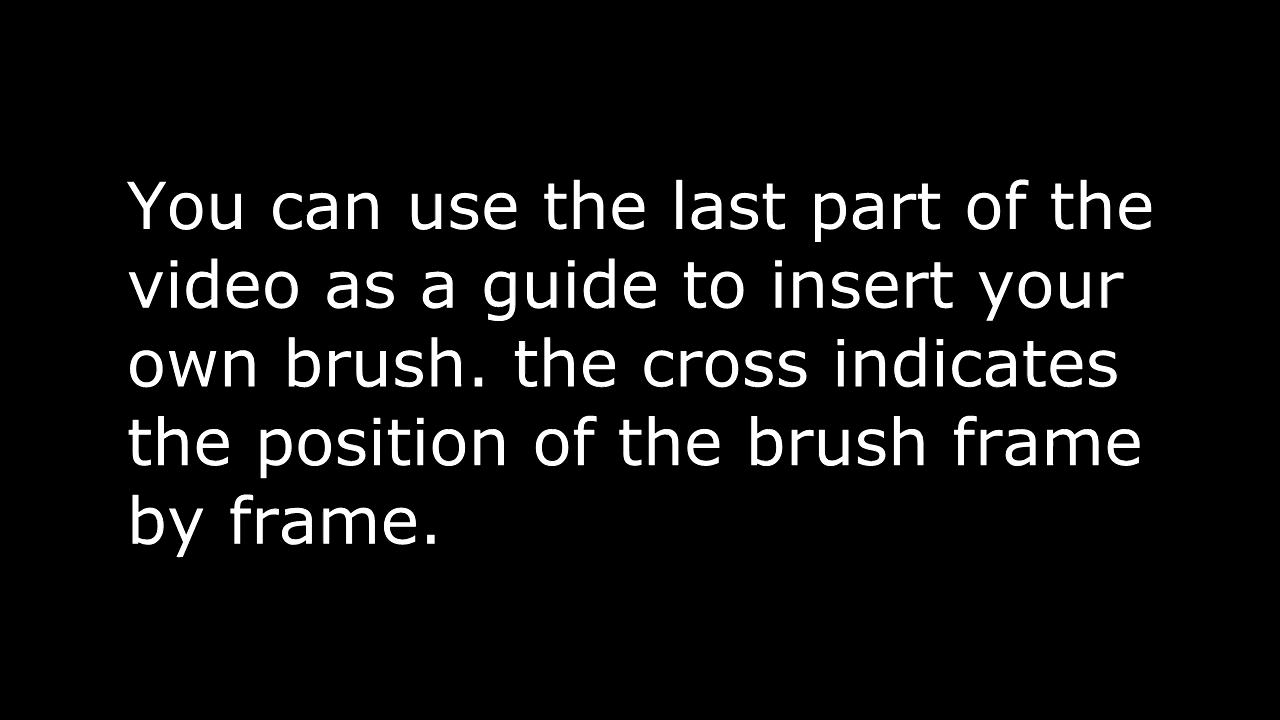 You can use the last part of the
video as a guide to insert your
own brush. the cross indicates
the position of the brush frame
by frame.